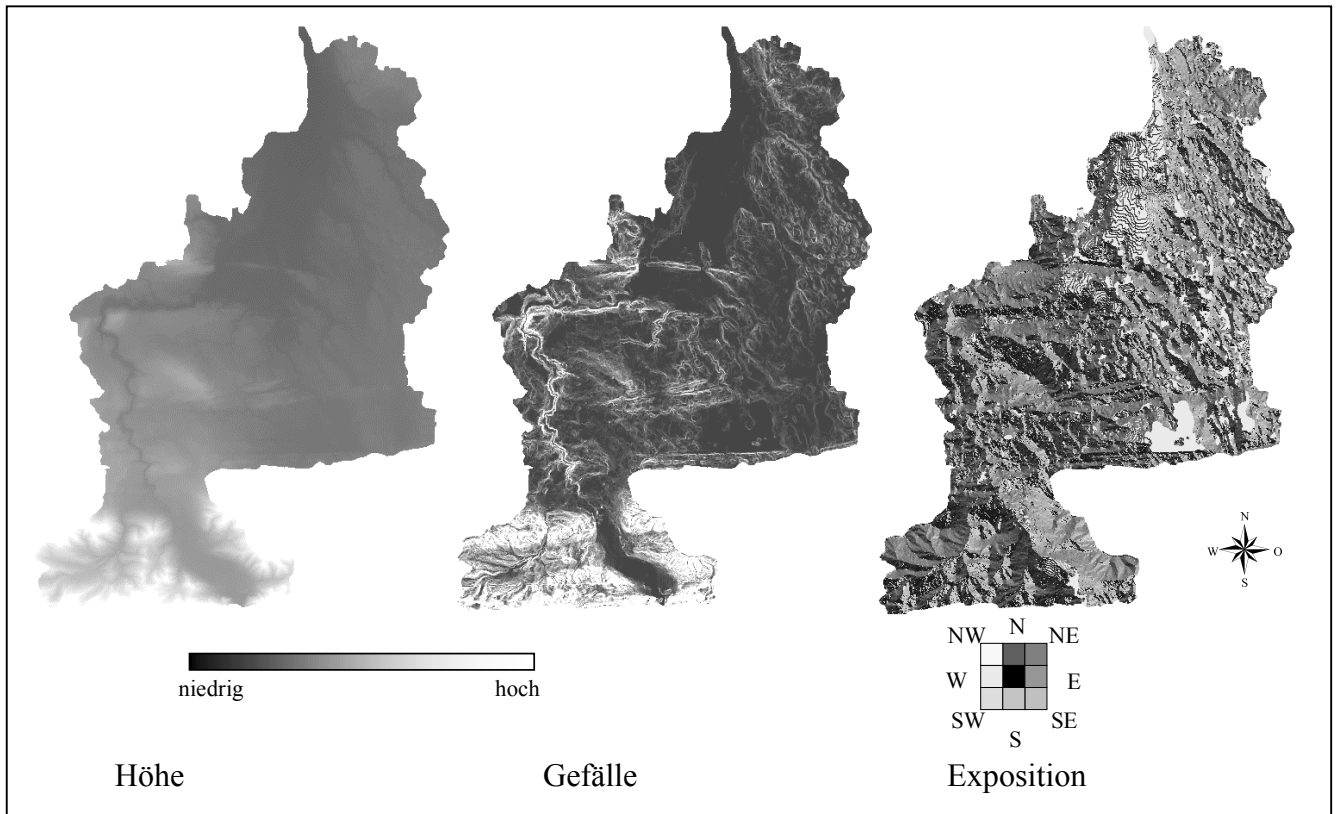 N
W O
S
NW N NE
W E
SW S SE
niedrig hoch
Höhe Gefälle Exposition